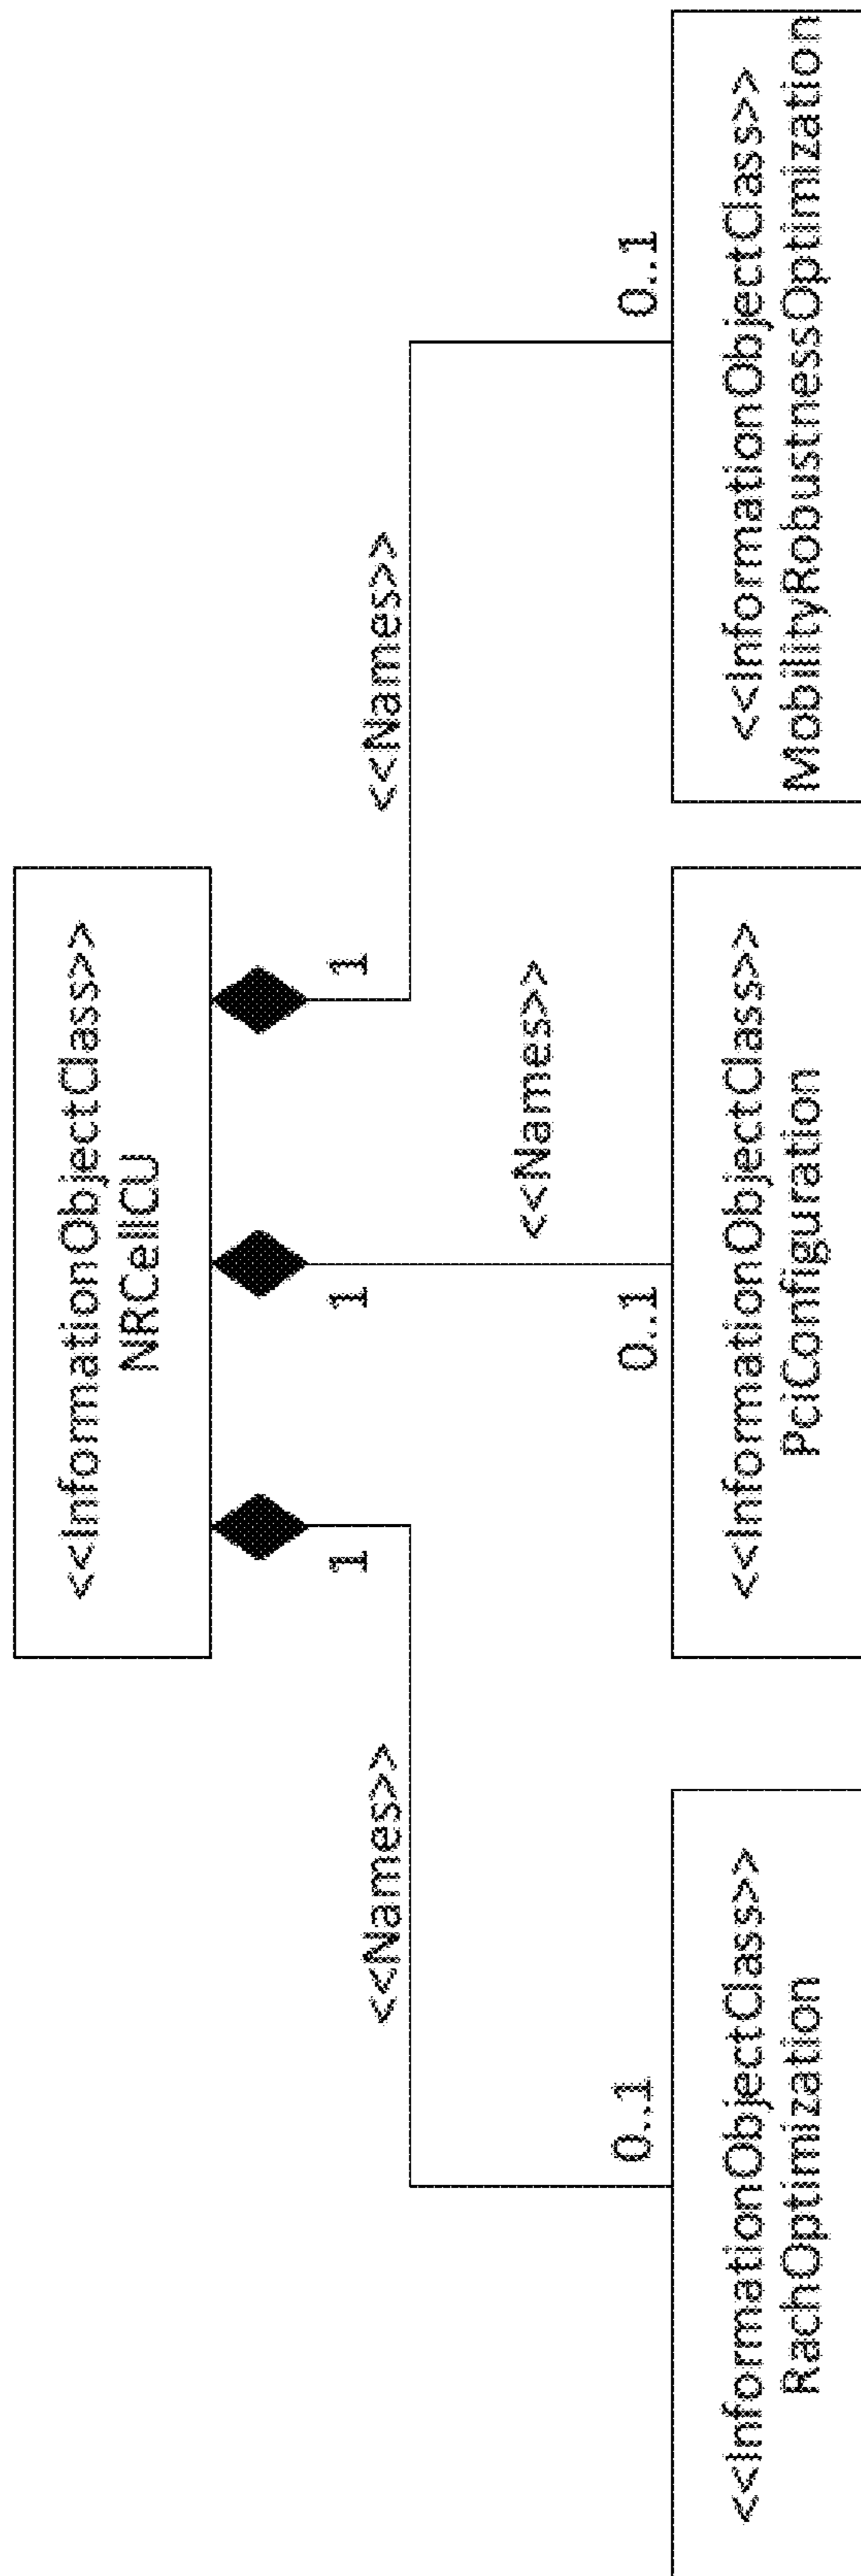 <<InformationObjectClass>>
NRCellCU
1
1
1
<<Names>>
<<Names>>
<<Names>>
0..1
0..1
0..1
<<InformationObjectClass>>
RachOptimization
<<InformationObjectClass>>
PciConfiguration
<<InformationObjectClass>>
MobilityRobustnessOptimization